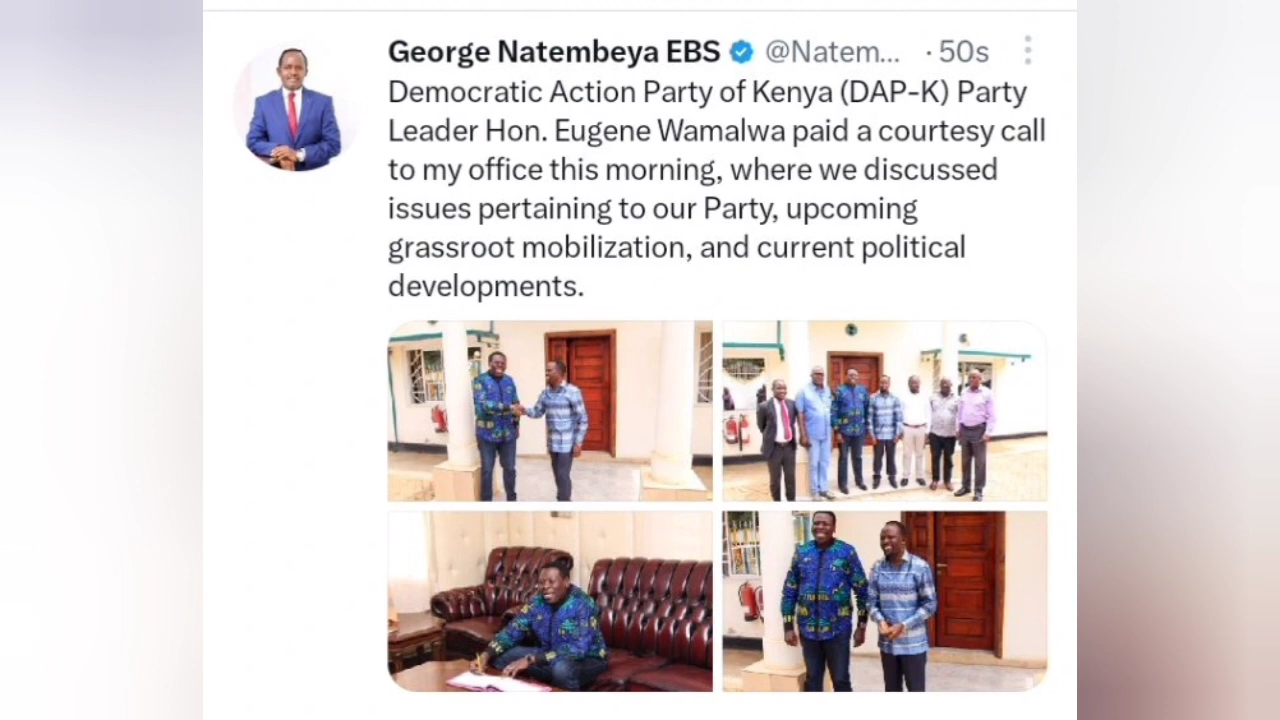 George Natembeya EBS @Natem... · 50s
Democratic Action Party of Kenya (DAP-K) Party
Leader Hon. Eugene Wamalwa paid a courtesy call
to my office this morning, where we discussed
issues pertaining to our Party, upcoming
grassroot mobilization, and current political
developments.